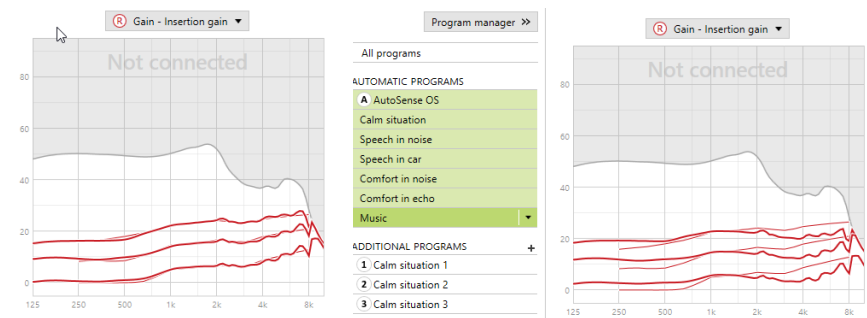 R Gain - Insertion gain
Not connected
80
60
40
20
0
125 250 500 1k 2k 4k 8k
Program manager »
All programs
AUTOMATIC PROGRAMS
A AutoSense OS
Calm situation
Speech in noise
Speech in car
Comfort in noise
Comfort in echo
Music
ADDITIONAL PROGRAMS +
1 Calm situation 1
2 Calm situation 2
3 Calm situation 3
R Gain - Insertion gain
Not connected
80
60
40
20
0
125 250 500 1k 2k 4k 8k